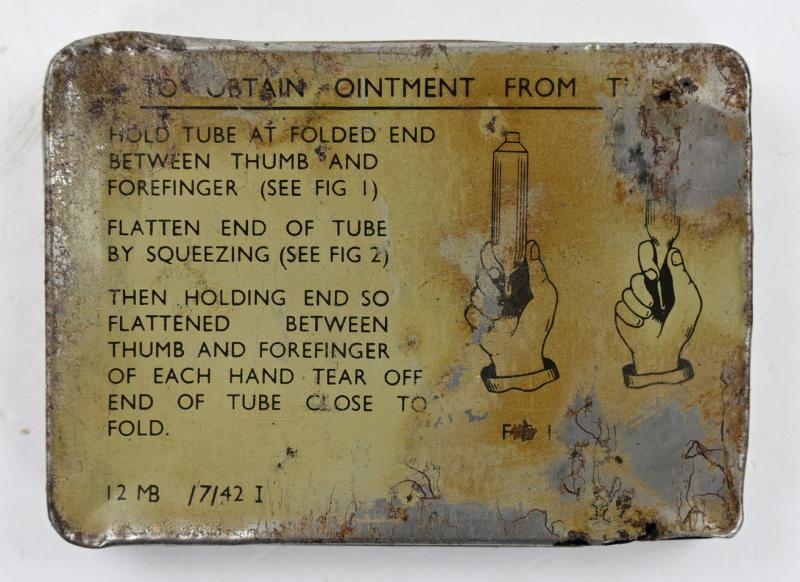 TO OBTAIN OINTMENT FROM
HOLD TUBE AT FOLDED END
BETWEEN THUMB AND
FOREFINGER (SEE FIG 1)
FLATTEN END OF TUBE
BY SQUEEZING (SEE FIG 2)
THEN HOLDING END SO
FLATTENED BETWEEN
THUMB AND FOREFINGER
OF EACH HAND TEAR OFF
END OF TUBE CLOSE TO
FOLD.
FIG 1
12 MB /7/42 I